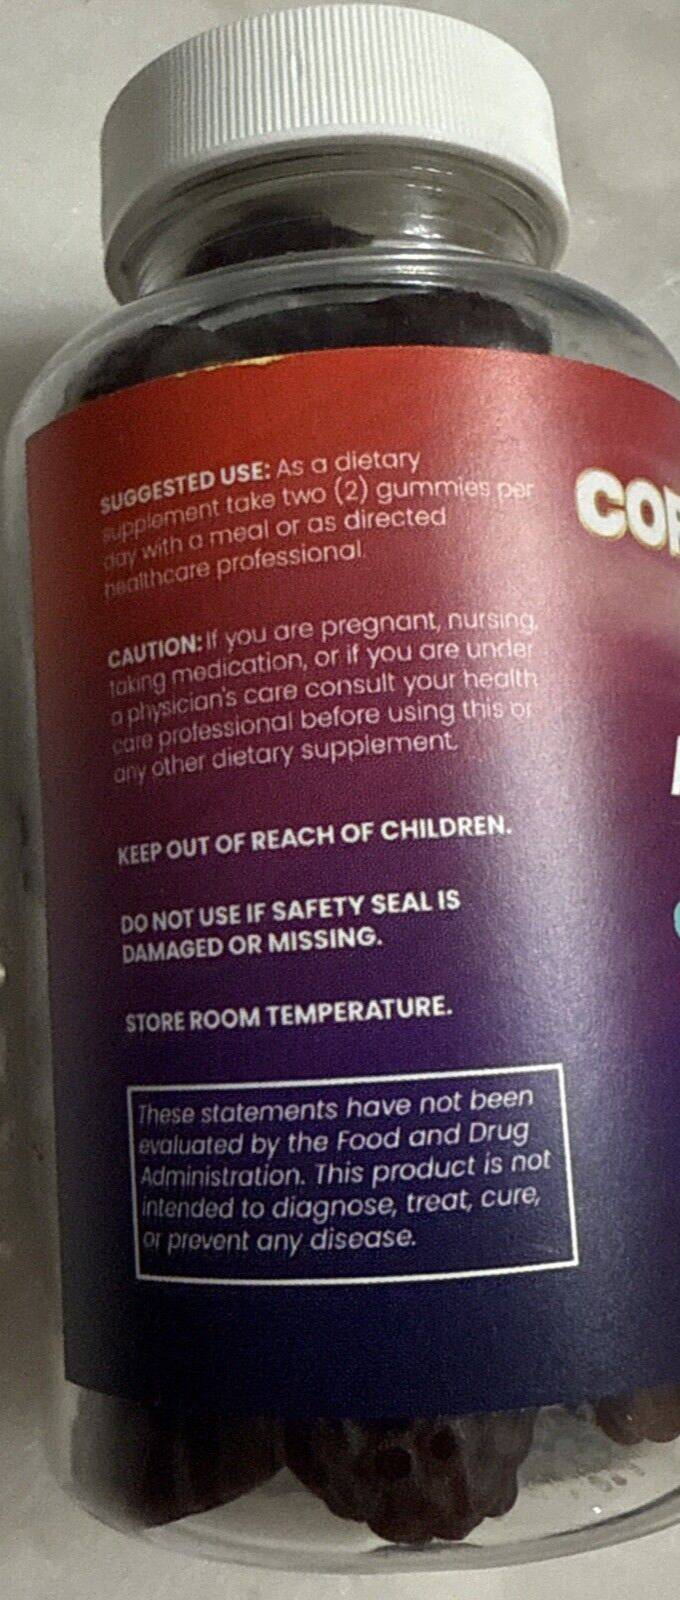 SUGGESTED USE: As a dietary
supplement take two (2) gummies per
day with a meal or as directed
healthcare professional.
CAUTION: If you are pregnant, nursing,
taking medication, or if you are under
a physician's care consult your health
care professional before using this or
any other dietary supplement.
KEEP OUT OF REACH OF CHILDREN.
DO NOT USE IF SAFETY SEAL IS
DAMAGED OR MISSING.
STORE ROOM TEMPERATURE.
These statements have not been
evaluated by the Food and Drug
Administration. This product is not
intended to diagnose, treat, cure,
or prevent any disease.